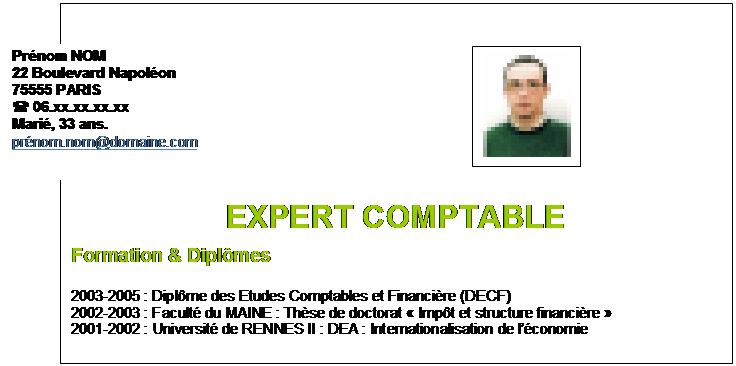 Prénom NOM
22 Boulevard Napoléon
75555 PARIS
☎ 06.xx.xx.xx.xx
Marié, 33 ans.
prénom.nom@domaine.com
EXPERT COMPTABLE
Formation & Diplômes
2003-2005 : Diplôme des Etudes Comptables et Financière (DECF)
2002-2003 : Faculté du MAINE : Thèse de doctorat « Impôt et structure financière »
2001-2002 : Université de RENNES II : DEA : Internationalisation de l'économie